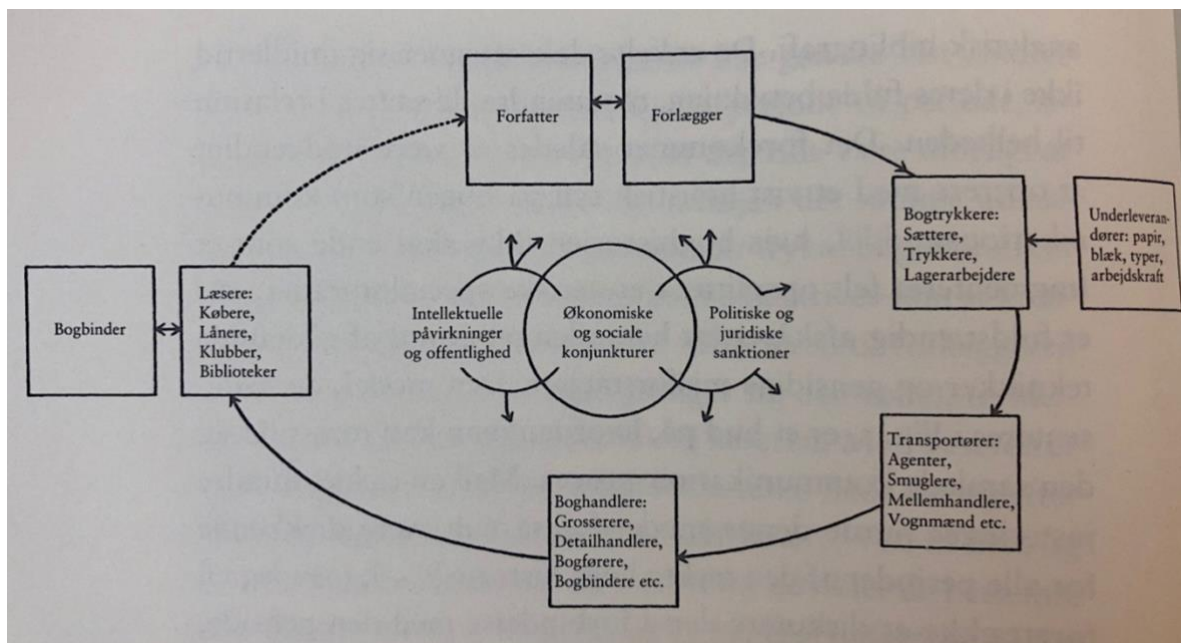 Forfatter
Forlægger
Bogtrykkere:
Sættere,
Trykkere,
Lagerarbejdere
Underleveran-
dører: papir,
blæk, typer,
arbejdskraft
Transportører:
Agenter,
Smuglere,
Mellemhandlere,
Vognmænd etc.
Boghandlere:
Grosserere,
Detailhandlere,
Bogførere,
Bogbindere etc.
Læsere:
Købere,
Lånere,
Klubber,
Biblioteker
Bogbinder
Intellektuelle
påvirkninger
og offentlighed
Økonomiske
og sociale
konjunkturer
Politiske og
juridiske
sanktioner